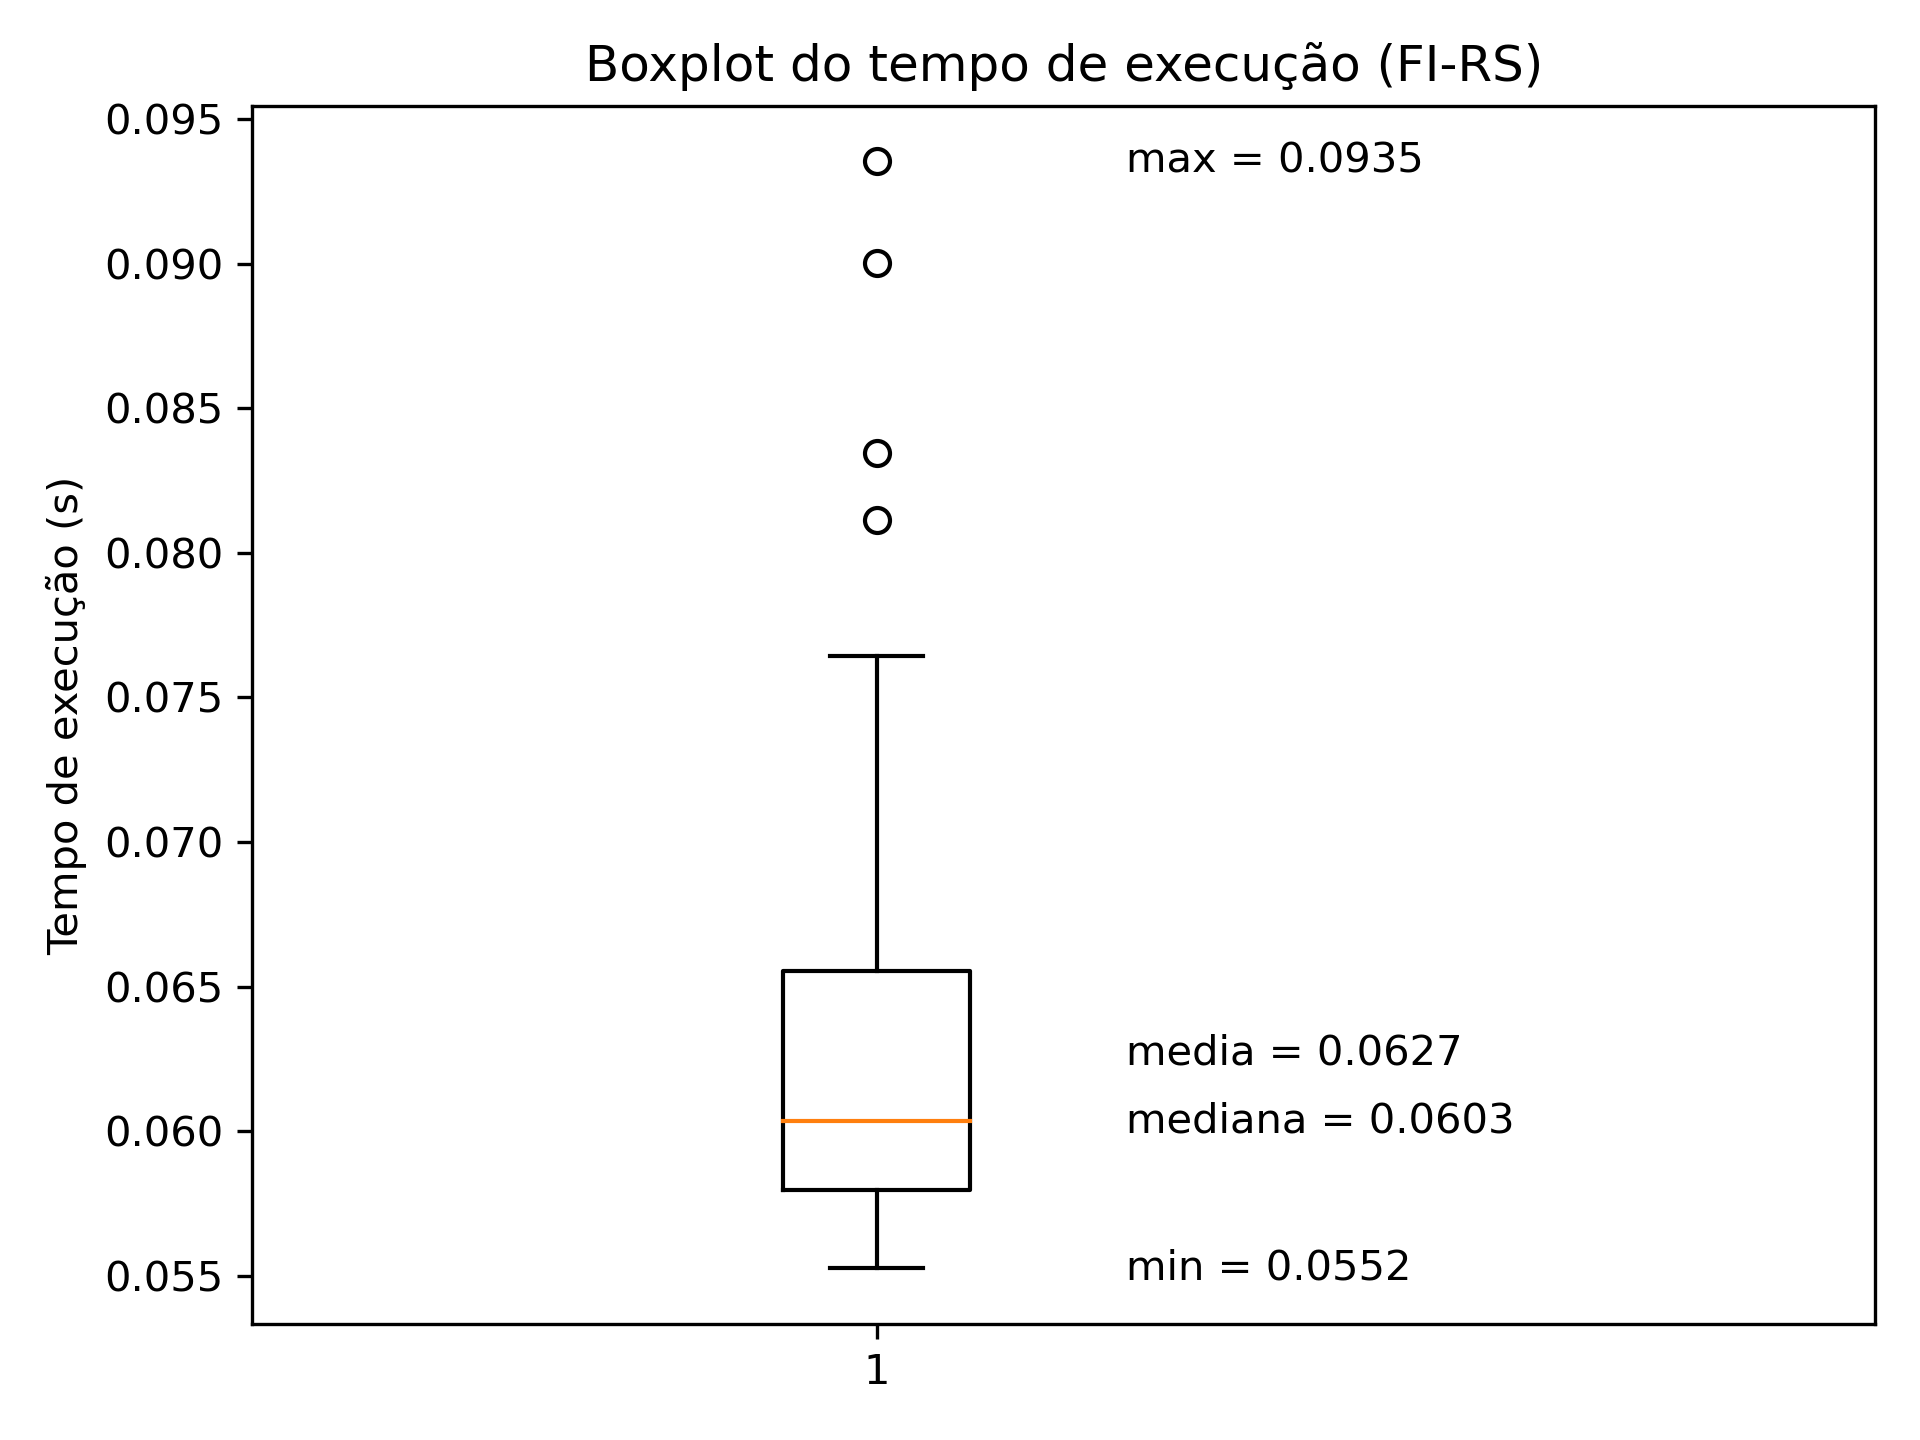 Boxplot do tempo de execução (FI-RS)
Tempo de execução (s)
0.095
0.090
0.085
0.080
0.075
0.070
0.065
0.060
0.055
max = 0.0935
media = 0.0627
mediana = 0.0603
min = 0.0552
1